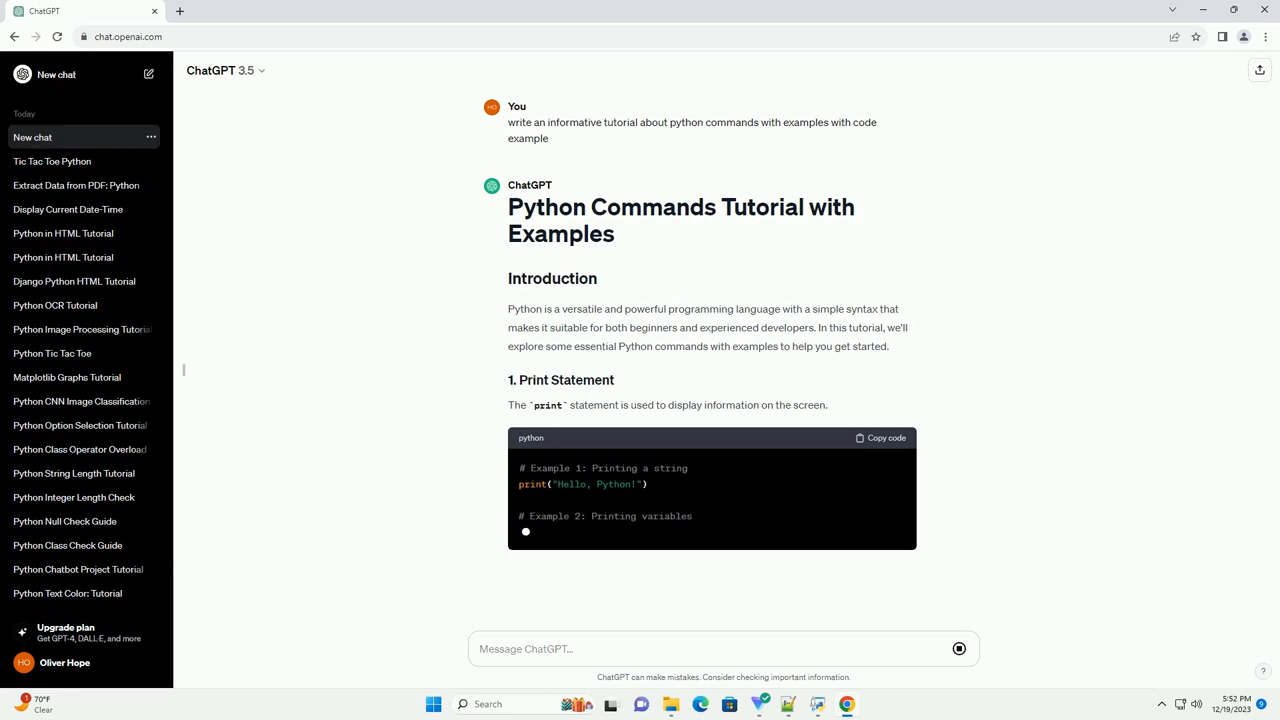 ChatGPT
chat.openai.com
New chat
Today
New chat
Tic Tac Toe Python
Extract Data from PDF: Python
Display Current Date-Time
Python in HTML Tutorial
Python in HTML Tutorial
Django Python HTML Tutorial
Python OCR Tutorial
Python Image Processing Tutorial
Python Tic Tac Toe
Matplotlib Graphs Tutorial
Python CNN Image Classification
Python Option Selection Tutorial
Python Class Operator Overload
Python String Length Tutorial
Python Integer Length Check
Python Null Check Guide
Python Class Check Guide
Python Chatbot Project Tutorial
Python Text Color: Tutorial
Upgrade plan
Get GPT-4, DALL·E, and more
HO Oliver Hope
ChatGPT 3.5
HO You
write an informative tutorial about python commands with examples with code
example
ChatGPT
Python Commands Tutorial with
Examples
Introduction
Python is a versatile and powerful programming language with a simple syntax that
makes it suitable for both beginners and experienced developers. In this tutorial, we'll
explore some essential Python commands with examples to help you get started.
1. Print Statement
The `print` statement is used to display information on the screen.
python Copy code
# Example 1: Printing a string
print("Hello, Python!")
# Example 2: Printing variables
Message ChatGPT...
ChatGPT can make mistakes. Consider checking important information.
?
1
70°F
Clear
Search
5:52 PM
12/19/2023
9